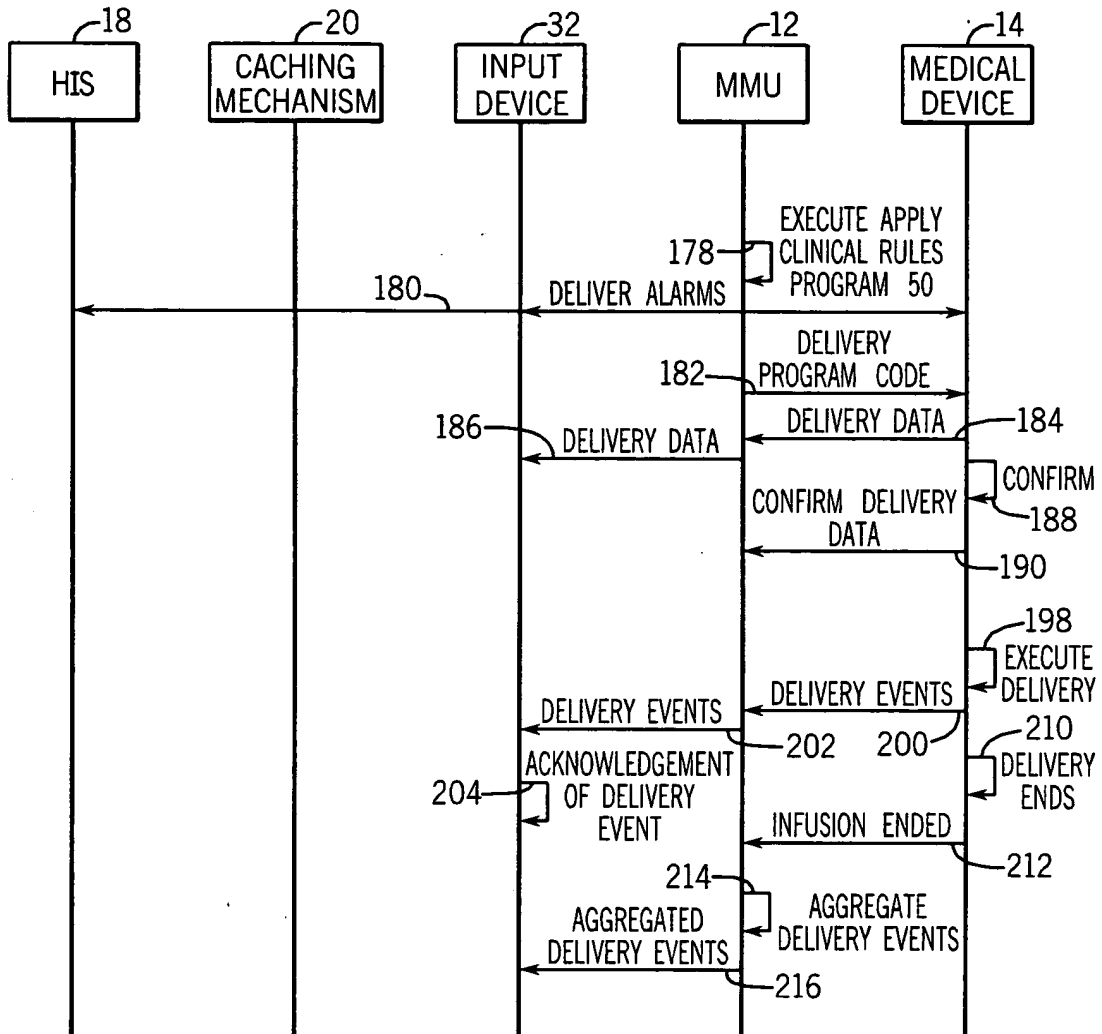 18
20
32
12
14
HIS
CACHING
MECHANISM
INPUT
DEVICE
MMU
MEDICAL
DEVICE
178
EXECUTE APPLY
CLINICAL RULES
PROGRAM 50
180
DELIVER ALARMS
182
DELIVERY
PROGRAM CODE
DELIVERY DATA
184
186
DELIVERY DATA
CONFIRM
188
CONFIRM DELIVERY
DATA
190
198
EXECUTE
DELIVERY
DELIVERY EVENTS
200
DELIVERY EVENTS
202
210
DELIVERY
ENDS
204
ACKNOWLEDGEMENT
OF DELIVERY
EVENT
INFUSION ENDED
212
214
AGGREGATE
DELIVERY EVENTS
AGGREGATED
DELIVERY EVENTS
216